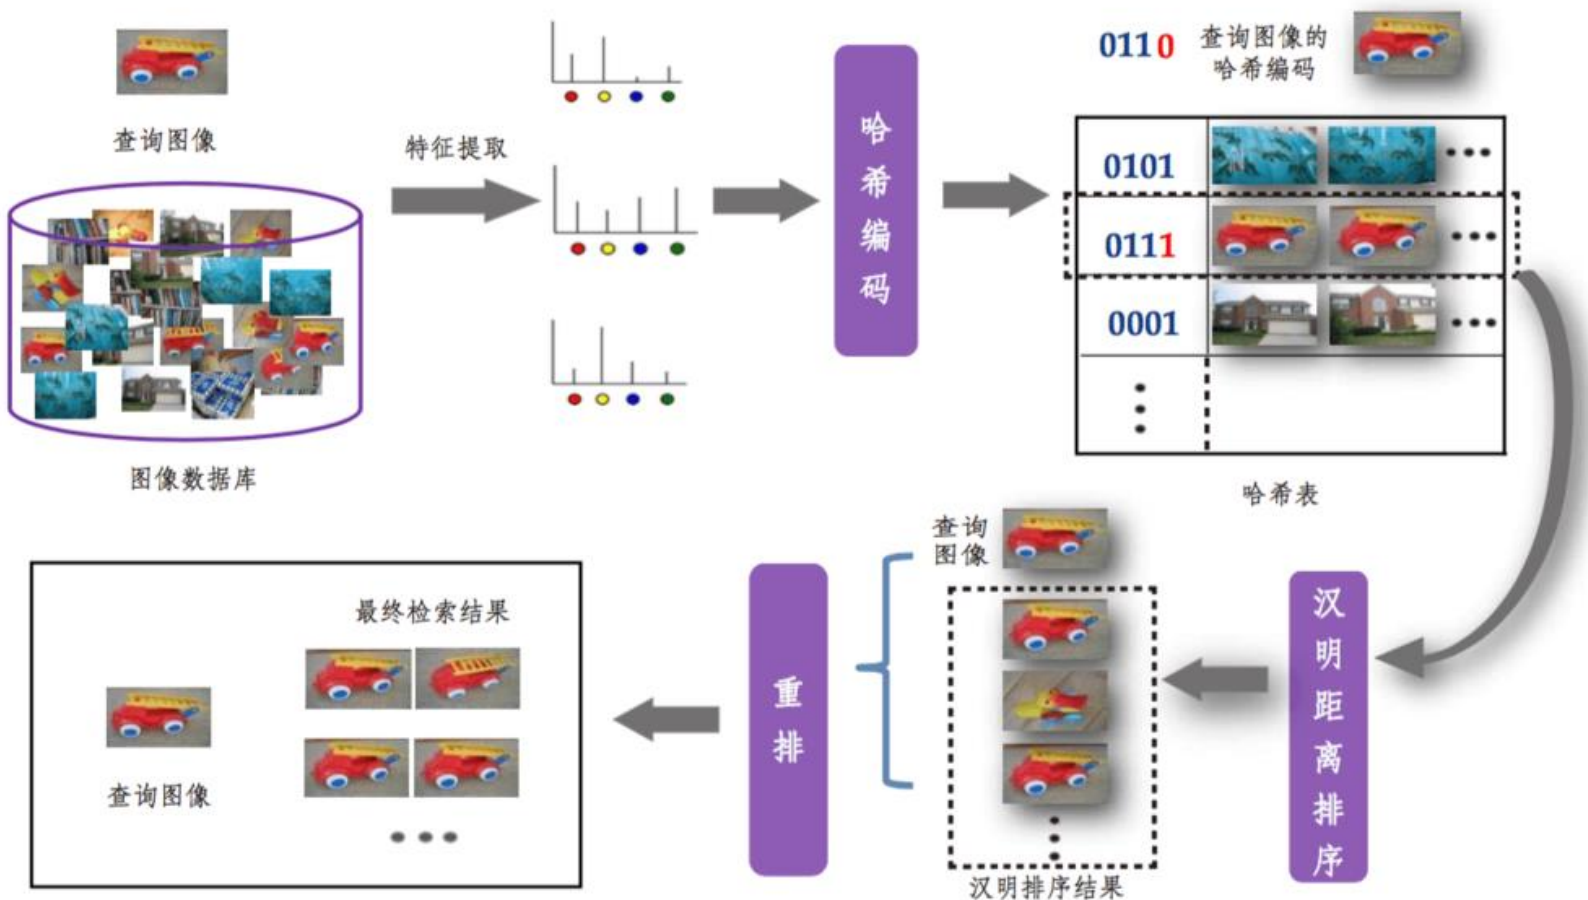 查询图像
图像数据库
特征提取
哈希编码
0110
查询图像的
哈希编码
0101
0111
0001
哈希表
汉明距离排序
查询
图像
汉明排序结果
重排
最终检索结果
查询图像